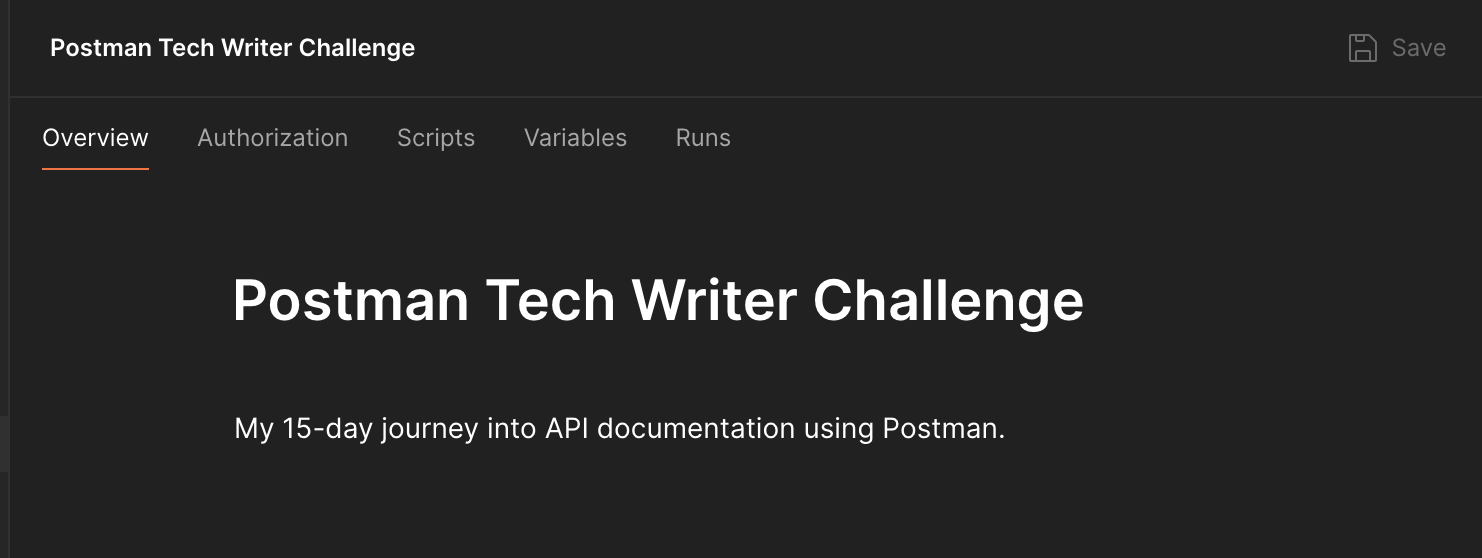 Postman Tech Writer Challenge
Save
Overview Authorization Scripts Variables Runs
Postman Tech Writer Challenge
My 15-day journey into API documentation using Postman.